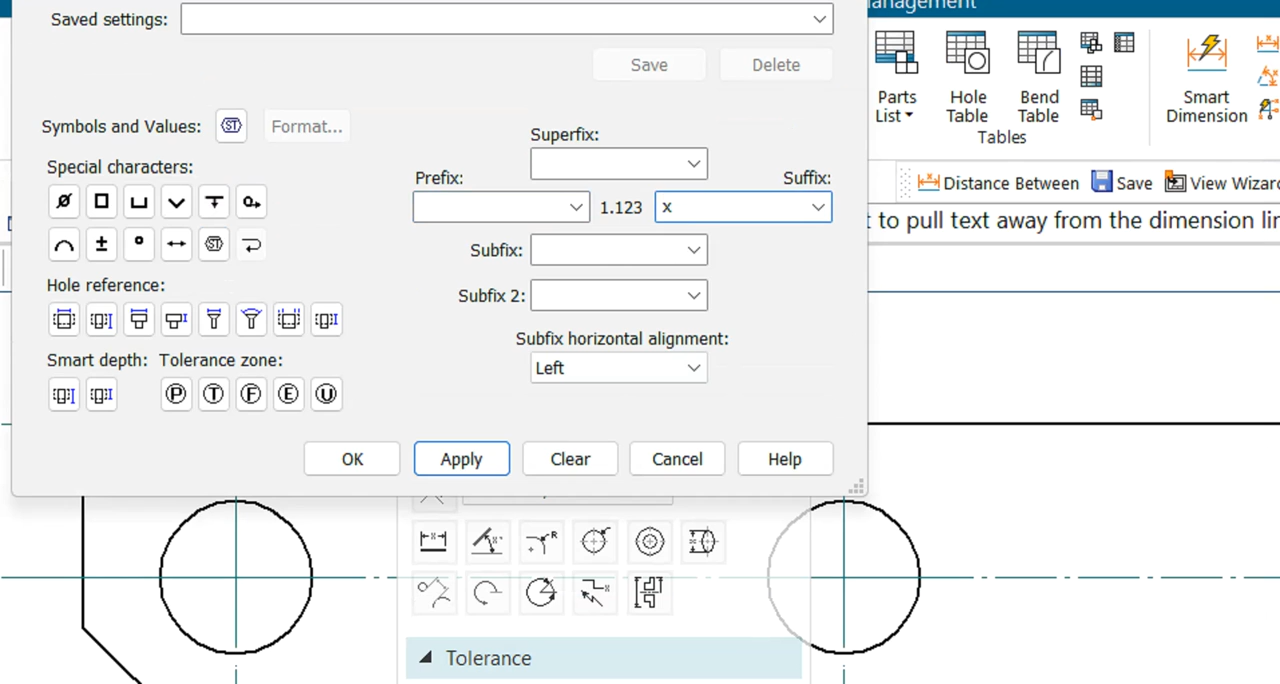 anagement
Saved settings:
Save Delete
Parts List
Hole Table
Bend Table
Smart Dimension
Tables
Symbols and Values: Format...
Superfix:
Special characters:
Prefix: Suffix:
1.123 x
Distance Between Save View Wizar
t to pull text away from the dimension lin
Subfix:
Hole reference:
Subfix 2:
Subfix horizontal alignment:
Smart depth: Tolerance zone:
Left
P T F E U
OK Apply Clear Cancel Help
Tolerance